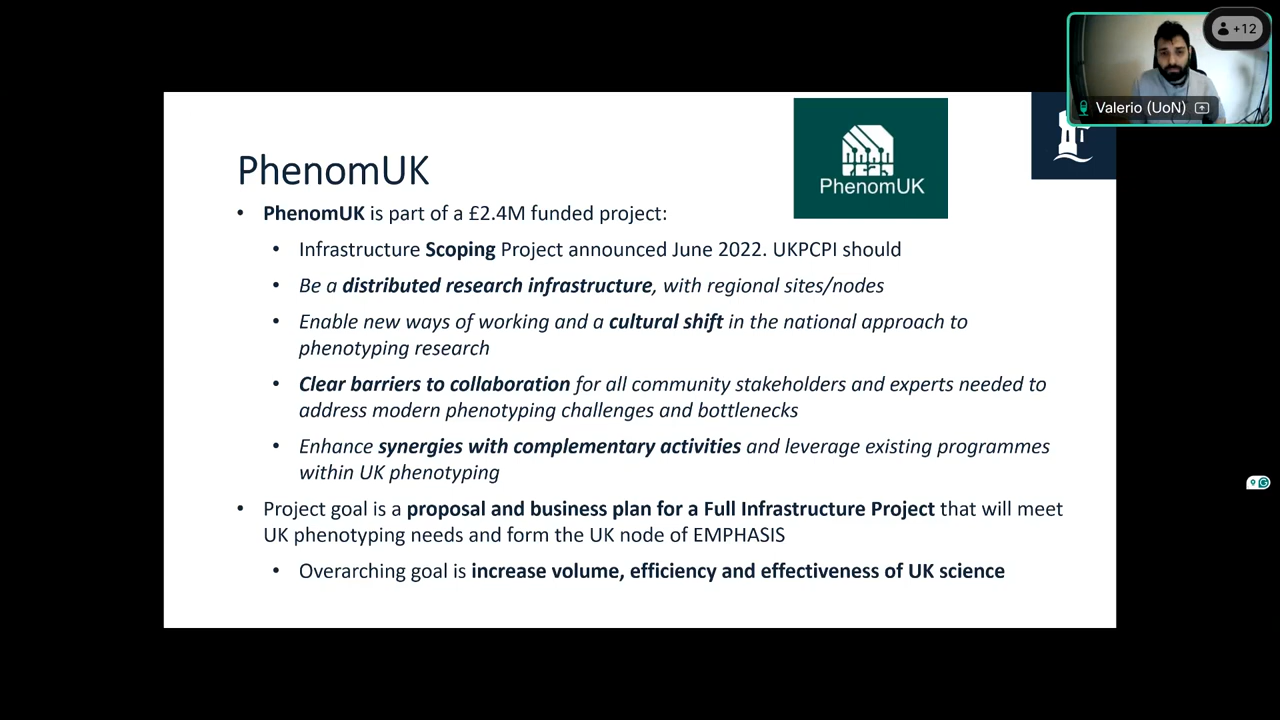 +12
Valerio (UoN)
PhenomUK
PhenomUK
• PhenomUK is part of a £2.4M funded project:
• Infrastructure Scoping Project announced June 2022. UKPCPI should
• Be a distributed research infrastructure, with regional sites/nodes
• Enable new ways of working and a cultural shift in the national approach to
phenotyping research
• Clear barriers to collaboration for all community stakeholders and experts needed to
address modern phenotyping challenges and bottlenecks
• Enhance synergies with complementary activities and leverage existing programmes
within UK phenotyping
• Project goal is a proposal and business plan for a Full Infrastructure Project that will meet
UK phenotyping needs and form the UK node of EMPHASIS
• Overarching goal is increase volume, efficiency and effectiveness of UK science